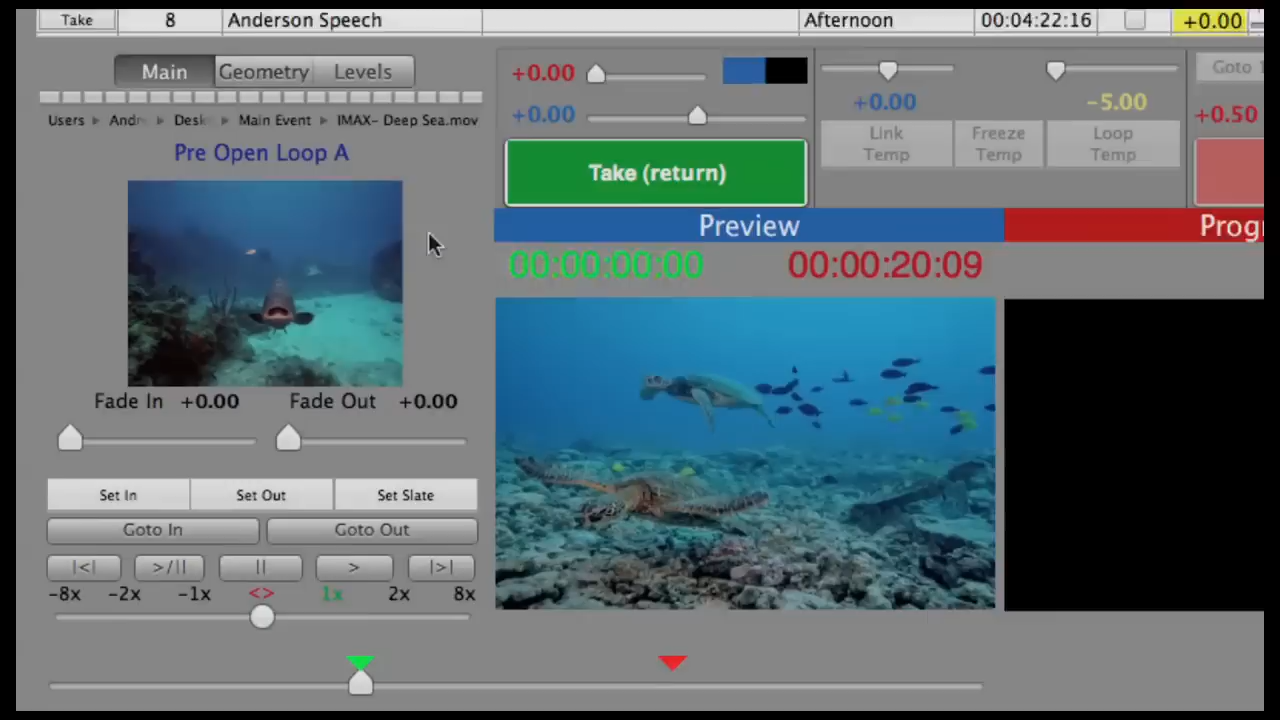 Take 8 Anderson Speech Afternoon 00:04:22:16 +0.00
Main Geometry Levels
Users Desk Main Event IMAX- Deep Sea.mov
Pre Open Loop A
Fade In +0.00 Fade Out +0.00
Set In Set Out Set Slate
Goto In Goto Out
|<| >/|| || > |>|
-8x -2x -1x <> 1x 2x 8x
+0.00
+0.00
Take (return)
+0.00 -5.00
Link Temp
Freeze Temp
Loop Temp
Goto
+0.50
Preview
Progr
00:00:00:00 00:00:20:09